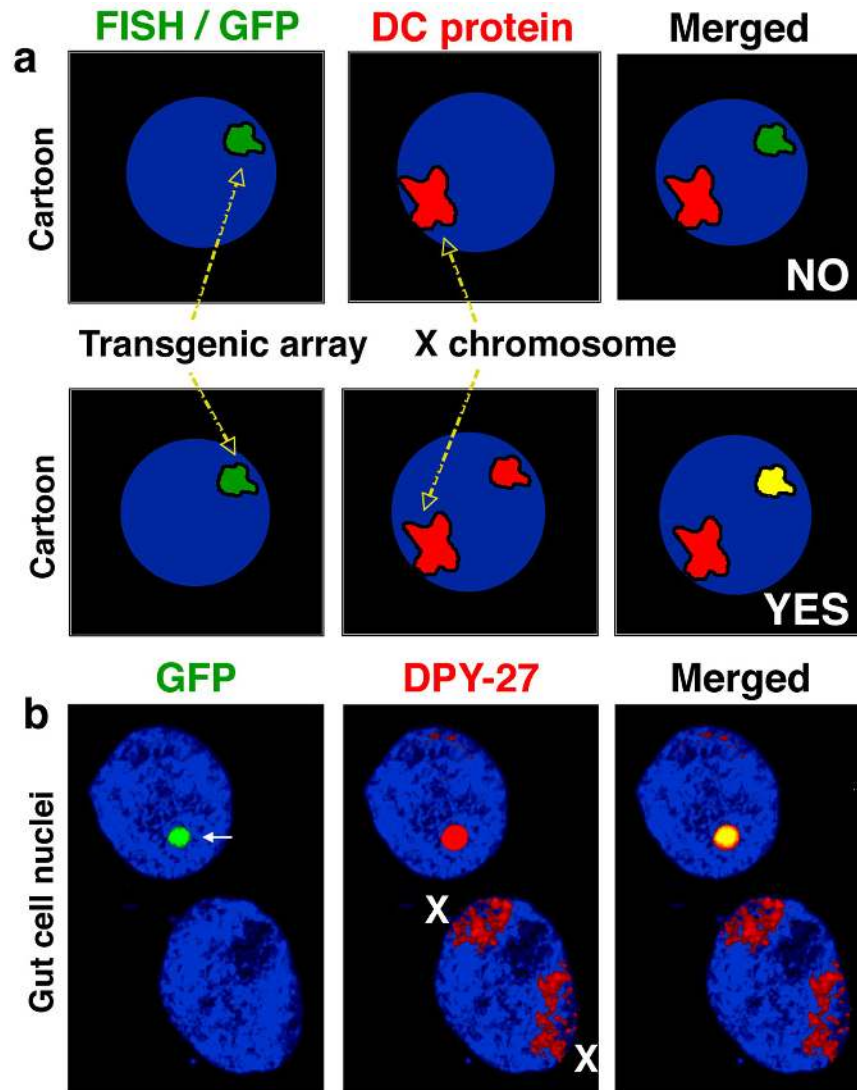 FISH / GFP DC protein Merged
a
Cartoon
NO
Transgenic array X chromosome
Cartoon
YES
GFP DPY-27 Merged
b
Gut cell nuclei
X
X